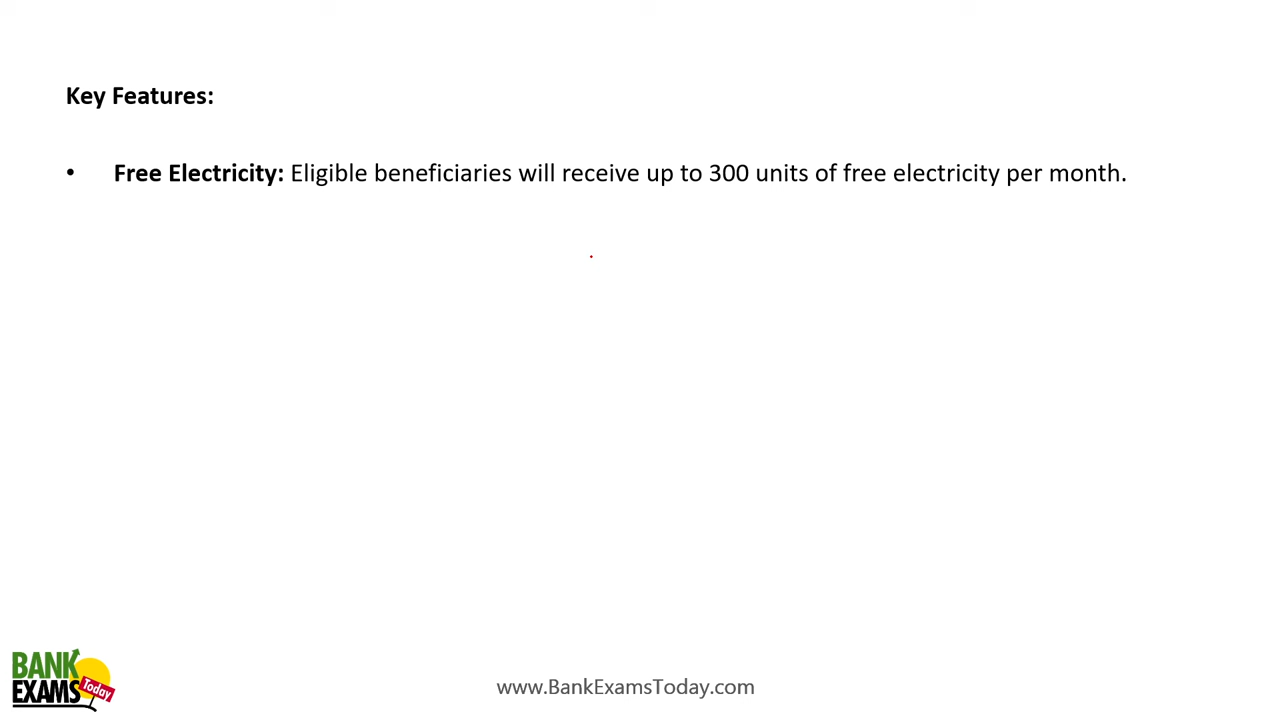 Key Features:
• Free Electricity: Eligible beneficiaries will receive up to 300 units of free electricity per month.
BANK
EXAMS
Today
www.BankExamsToday.com